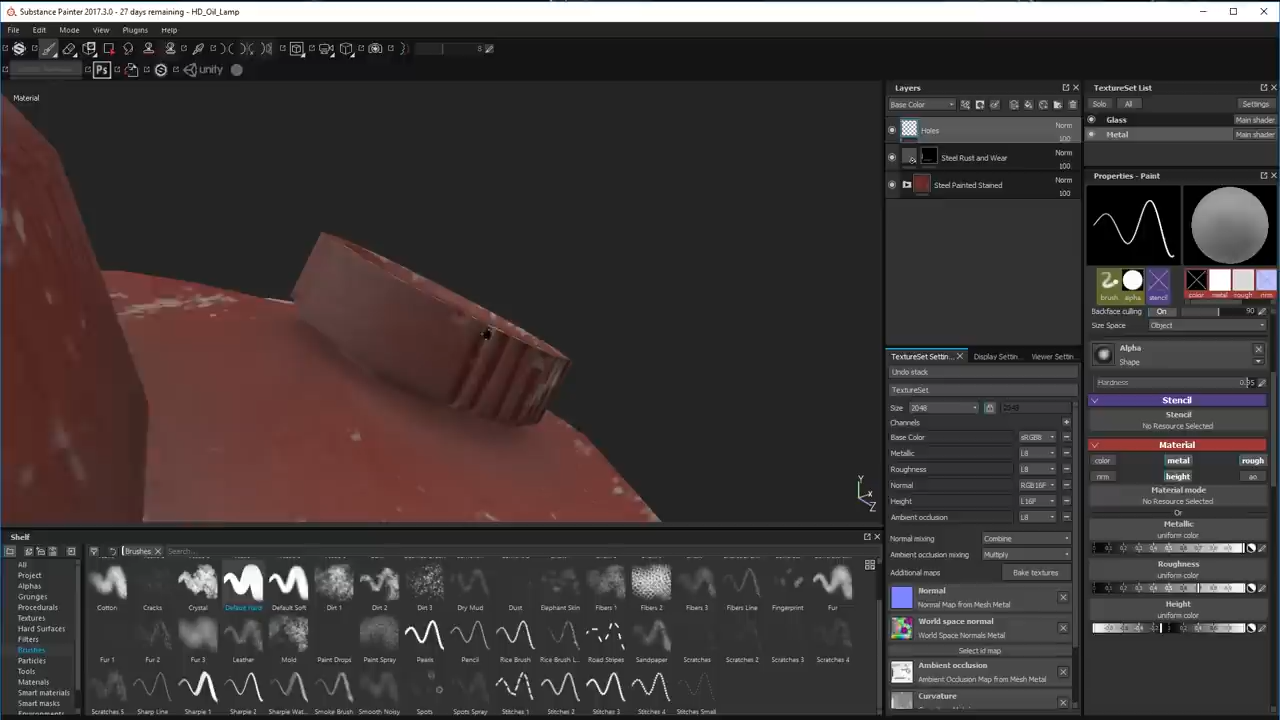 Substance Painter 2017.3.0 - 27 days remaining - HD_Oil_Lamp
File Edit Mode View Plugins Help
8
Ps unity
Material
Y
X
Z
Layers
Base Color
Holes Norm
100
Steel Rust and Wear Norm
100
Steel Painted Stained Norm
100
TextureSet Settin... Display Settin... Viewer Settin...
Undo stack
TextureSet
Size 2048 2048
Channels
Base Color sRGB8
Metallic L8
Roughness L8
Normal RGB16F
Height L16F
Ambient occlusion L8
Normal mixing Combine
Ambient occlusion mixing Multiply
Additional maps Bake textures
Normal
Normal Map from Mesh Metal
World space normal
World Space Normals Metal
Select id map
Ambient occlusion
Ambient Occlusion Map from Mesh Metal
Curvature
TextureSet List
Solo All Settings
Glass Main shader
Metal Main shader
Properties - Paint
brush alpha stencil color metal rough nrm
Backface culling On 90
Size Space Object
Alpha
Shape
Hardness 0.95
Stencil
Stencil
No Resource Selected
Material
color metal rough
nrm height ao
Material mode
No Resource Selected
Or
Metallic
uniform color
Roughness
uniform color
Height
uniform color
Shelf
Brushes Search...
All
Project
Alphas
Grunges
Procedurals
Textures
Hard Surfaces
Filters
Brushes
Particles
Tools
Materials
Smart materials
Smart masks
Cotton Cracks Crystal Default Hard Default Soft Dirt 1 Dirt 2 Dirt 3 Dry Mud Dust Elephant Skin Fibers 1 Fibers 2 Fibers 3 Fibers Line Fingerprint Fur
Fur 1 Fur 2 Fur 3 Leather Mold Paint Drops Paint Spray Pearls Pencil Rice Brush Rice Brush L... Road Stripes Sandpaper Scratches Scratches 2 Scratches 3 Scratches 4
Scratches 5 Sharp Line Sharpie 1 Sharpie 2 Sharpie Wat... Smoke Brush Smooth Noisy Spots Spots Spray Stitches 1 Stitches 2 Stitches 3 Stitches 4 Stitches Small